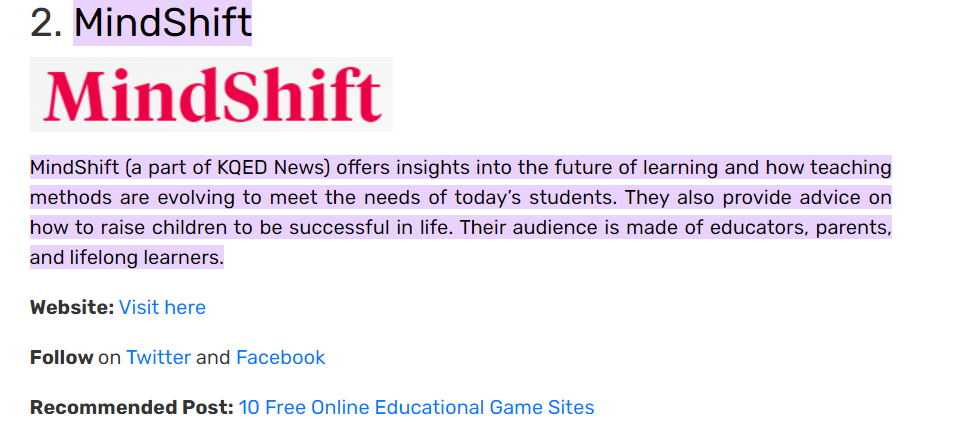 2. MindShift
MindShift
MindShift (a part of KQED News) offers insights into the future of learning and how teaching
methods are evolving to meet the needs of today’s students. They also provide advice on
how to raise children to be successful in life. Their audience is made of educators, parents,
and lifelong learners.
Website: Visit here
Follow on Twitter and Facebook
Recommended Post: 10 Free Online Educational Game Sites